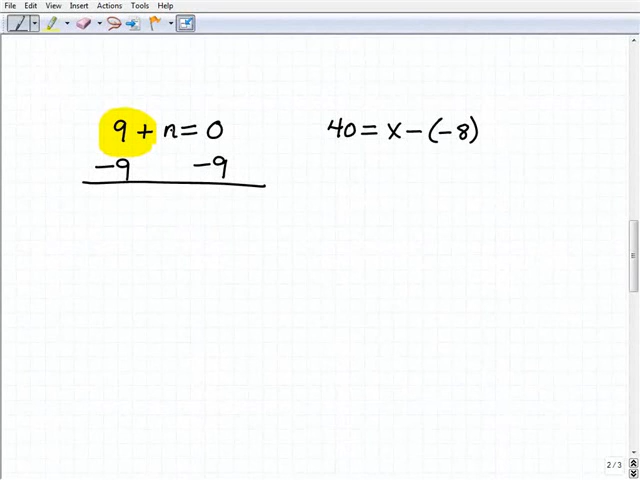 File Edit View Insert Actions Tools Help
9 + n = 0
-9 -9
40 = x - (-8)
2 / 3